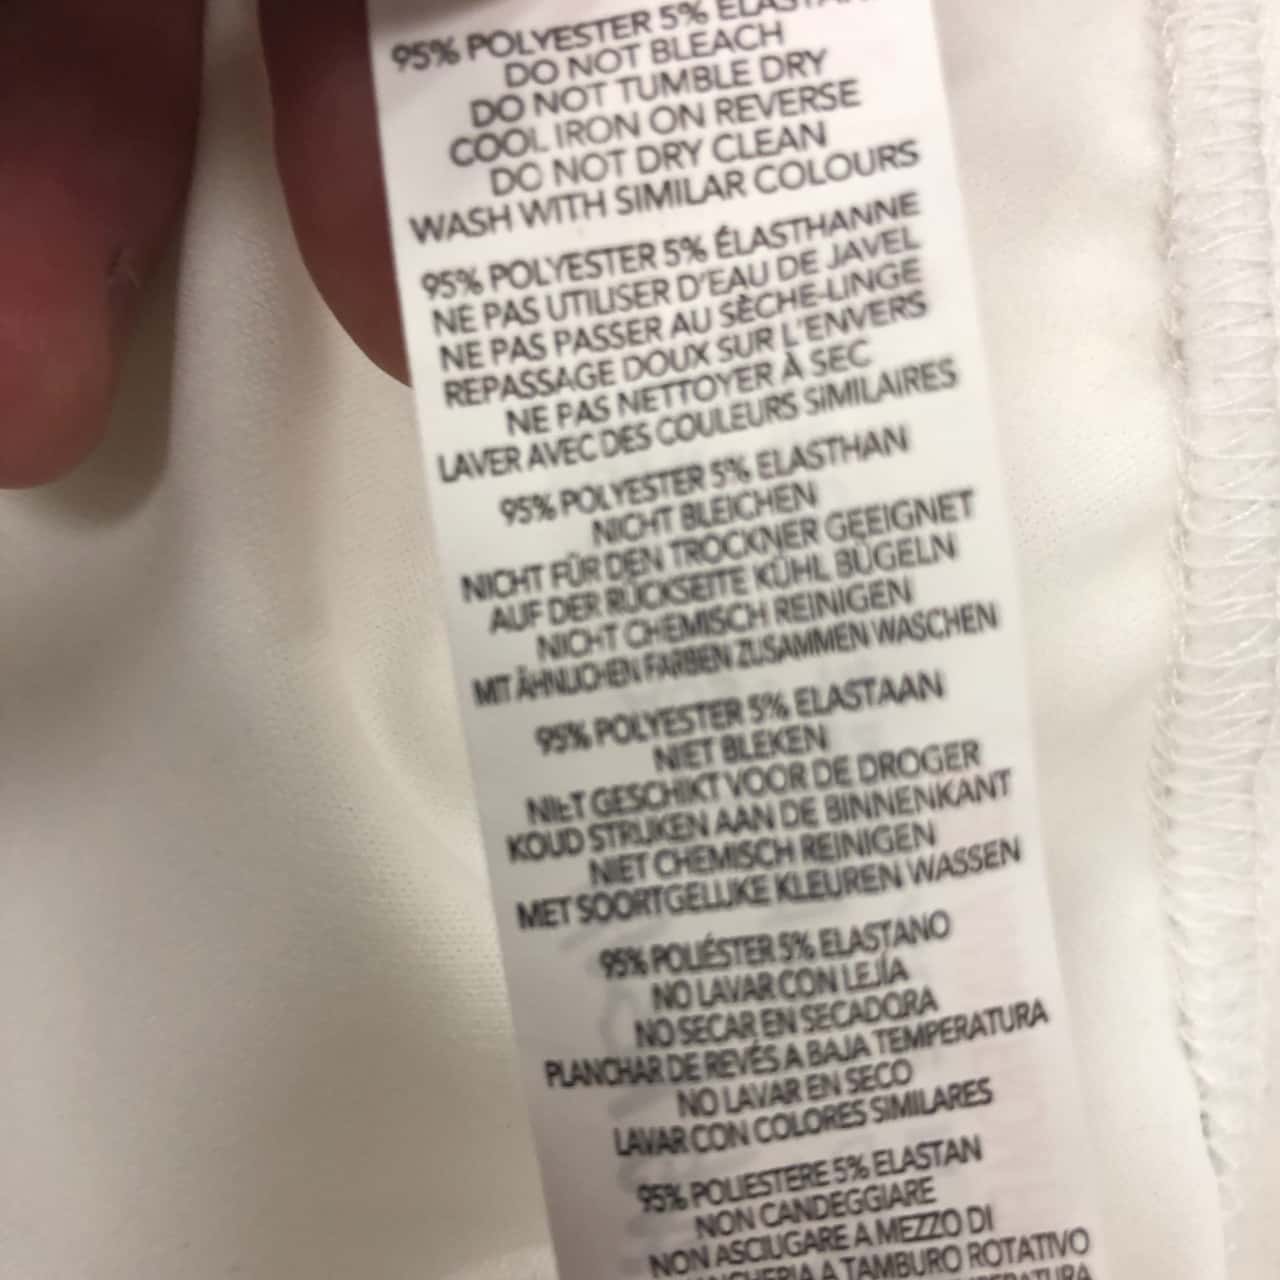 95% POLYESTER 5% ELASTAN
DO NOT BLEACH
DO NOT TUMBLE DRY
COOL IRON ON REVERSE
DO NOT DRY CLEAN
WASH WITH SIMILAR COLOURS
95% POLYESTER 5% ÉLASTHANNE
NE PAS UTILISER D'EAU DE JAVEL
NE PAS PASSER AU SÈCHE-LINGE
REPASSAGE DOUX SUR L'ENVERS
NE PAS NETTOYER À SEC
LAVER AVEC DES COULEURS SIMILAIRES
95% POLYESTER 5% ELASTHAN
NICHT BLEICHEN
NICHT FÜR DEN TROCKNER GEEIGNET
AUF DER RÜCKSEITE KÜHL BÜGELN
NICHT CHEMISCH REINIGEN
MIT ÄHNLICHEN FARBEN ZUSAMMEN WASCHEN
95% POLYESTER 5% ELASTAAN
NIET BLEKEN
NIET GESCHIKT VOOR DE DROGER
KOUD STRIJKEN AAN DE BINNENKANT
NIET CHEMISCH REINIGEN
MET SOORTGELIJKE KLEUREN WASSEN
95% POLIÉSTER 5% ELASTANO
NO LAVAR CON LEJÍA
NO SECAR EN SECADORA
PLANCHAR DE REVÉS A BAJA TEMPERATURA
NO LAVAR EN SECO
LAVAR CON COLORES SIMILARES
95% POLIESTERE 5% ELASTAN
NON CANDEGGIARE
NON ASCIUGARE A MEZZO DI
A TAMBURO ROTATIVO